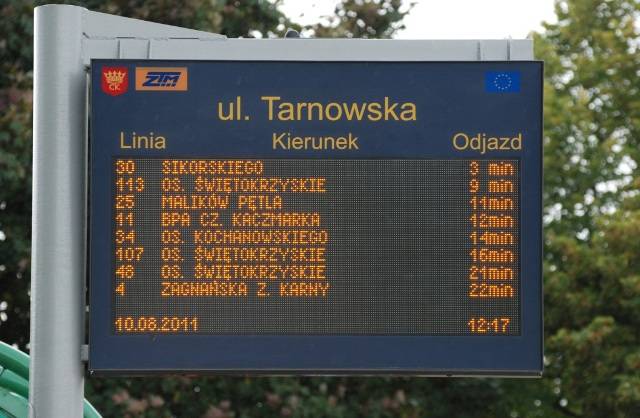 CK ZTM
ul. Tarnowska
Linia Kierunek Odjazd
30 SIKORSKIEGO 3 min
113 OS. ŚWIĘTOKRZYSKIE 9 min
25 MALIKÓW PĘTLA 11min
11 BPA CZ. KACZMARKA 12min
34 OS. KOCHANOWSKIEGO 14min
107 OS. ŚWIĘTOKRZYSKIE 16min
48 OS. ŚWIĘTOKRZYSKIE 21min
4 ZAGNAŃSKA Z. KARNY 22min
10.08.2011 12:17